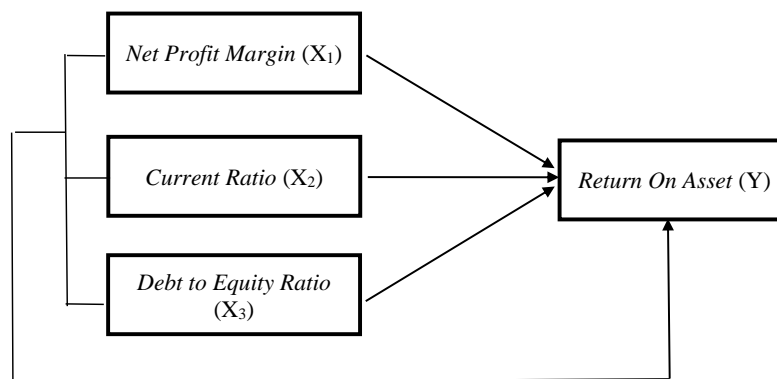 Net Profit Margin (X₁)
Current Ratio (X₂)
Return On Asset (Y)
Debt to Equity Ratio
(X₃)